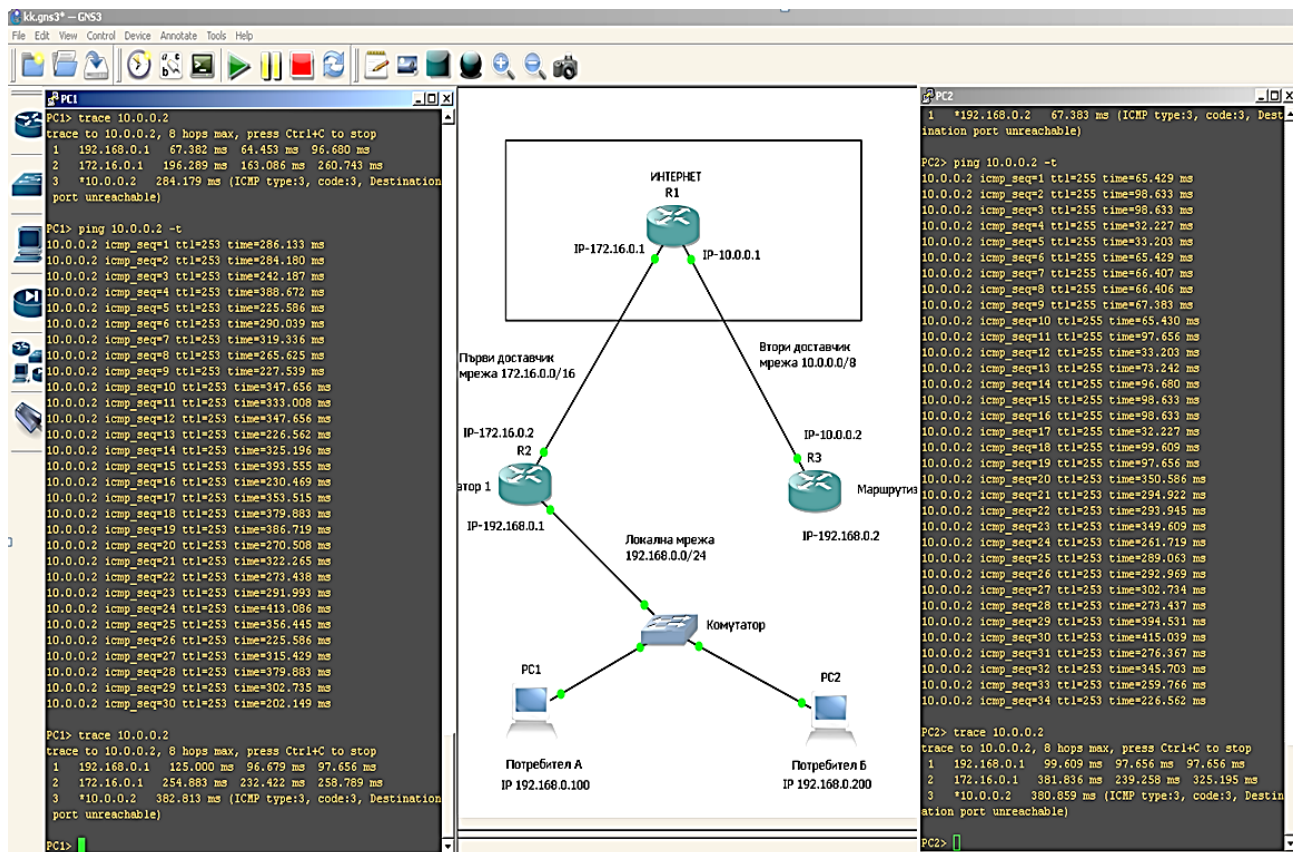 kk.gns3* — GNS3
File Edit View Control Device Annotate Tools Help
PC1
PC1> trace 10.0.0.2
trace to 10.0.0.2, 8 hops max, press Ctrl+C to stop
1 192.168.0.1 67.382 ms 64.453 ms 96.680 ms
2 172.16.0.1 196.289 ms 163.086 ms 260.743 ms
3 *10.0.0.2 284.179 ms (ICMP type:3, code:3, Destination
port unreachable)
PC1> ping 10.0.0.2 -t
10.0.0.2 icmp_seq=1 ttl=253 time=286.133 ms
10.0.0.2 icmp_seq=2 ttl=253 time=284.180 ms
10.0.0.2 icmp_seq=3 ttl=253 time=242.187 ms
10.0.0.2 icmp_seq=4 ttl=253 time=388.672 ms
10.0.0.2 icmp_seq=5 ttl=253 time=225.586 ms
10.0.0.2 icmp_seq=6 ttl=253 time=290.039 ms
10.0.0.2 icmp_seq=7 ttl=253 time=319.336 ms
10.0.0.2 icmp_seq=8 ttl=253 time=265.625 ms
10.0.0.2 icmp_seq=9 ttl=253 time=227.539 ms
10.0.0.2 icmp_seq=10 ttl=253 time=347.656 ms
10.0.0.2 icmp_seq=11 ttl=253 time=333.008 ms
10.0.0.2 icmp_seq=12 ttl=253 time=347.656 ms
10.0.0.2 icmp_seq=13 ttl=253 time=226.562 ms
10.0.0.2 icmp_seq=14 ttl=253 time=325.196 ms
10.0.0.2 icmp_seq=15 ttl=253 time=393.555 ms
10.0.0.2 icmp_seq=16 ttl=253 time=230.469 ms
10.0.0.2 icmp_seq=17 ttl=253 time=353.515 ms
10.0.0.2 icmp_seq=18 ttl=253 time=379.883 ms
10.0.0.2 icmp_seq=19 ttl=253 time=386.719 ms
10.0.0.2 icmp_seq=20 ttl=253 time=270.508 ms
10.0.0.2 icmp_seq=21 ttl=253 time=322.265 ms
10.0.0.2 icmp_seq=22 ttl=253 time=273.438 ms
10.0.0.2 icmp_seq=23 ttl=253 time=291.993 ms
10.0.0.2 icmp_seq=24 ttl=253 time=413.086 ms
10.0.0.2 icmp_seq=25 ttl=253 time=356.445 ms
10.0.0.2 icmp_seq=26 ttl=253 time=225.586 ms
10.0.0.2 icmp_seq=27 ttl=253 time=315.429 ms
10.0.0.2 icmp_seq=28 ttl=253 time=379.883 ms
10.0.0.2 icmp_seq=29 ttl=253 time=302.735 ms
10.0.0.2 icmp_seq=30 ttl=253 time=202.149 ms
PC1> trace 10.0.0.2
trace to 10.0.0.2, 8 hops max, press Ctrl+C to stop
1 192.168.0.1 125.000 ms 96.679 ms 97.656 ms
2 172.16.0.1 254.883 ms 232.422 ms 258.789 ms
3 *10.0.0.2 382.813 ms (ICMP type:3, code:3, Destination
port unreachable)
PC1>
ИНТЕРНЕТ
R1
IP-172.16.0.1
IP-10.0.0.1
Първи доставчик
мрежа 172.16.0.0/16
Втори доставчик
мрежа 10.0.0.0/8
IP-172.16.0.2
R2
IP-10.0.0.2
R3
атор 1
Маршрутиз
IP-192.168.0.1
IP-192.168.0.2
Локална мрежа
192.168.0.0/24
Комутатор
PC1
PC2
Потребител А
IP 192.168.0.100
Потребител Б
IP 192.168.0.200
PC2
1 *192.168.0.2 67.383 ms (ICMP type:3, code:3, Dest
ination port unreachable)
PC2> ping 10.0.0.2 -t
10.0.0.2 icmp_seq=1 ttl=255 time=65.429 ms
10.0.0.2 icmp_seq=2 ttl=255 time=98.633 ms
10.0.0.2 icmp_seq=3 ttl=255 time=98.633 ms
10.0.0.2 icmp_seq=4 ttl=255 time=32.227 ms
10.0.0.2 icmp_seq=5 ttl=255 time=33.203 ms
10.0.0.2 icmp_seq=6 ttl=255 time=65.429 ms
10.0.0.2 icmp_seq=7 ttl=255 time=66.407 ms
10.0.0.2 icmp_seq=8 ttl=255 time=66.406 ms
10.0.0.2 icmp_seq=9 ttl=255 time=67.383 ms
10.0.0.2 icmp_seq=10 ttl=255 time=65.430 ms
10.0.0.2 icmp_seq=11 ttl=255 time=97.656 ms
10.0.0.2 icmp_seq=12 ttl=255 time=33.203 ms
10.0.0.2 icmp_seq=13 ttl=255 time=73.242 ms
10.0.0.2 icmp_seq=14 ttl=255 time=96.680 ms
10.0.0.2 icmp_seq=15 ttl=255 time=98.633 ms
10.0.0.2 icmp_seq=16 ttl=255 time=98.633 ms
10.0.0.2 icmp_seq=17 ttl=255 time=32.227 ms
10.0.0.2 icmp_seq=18 ttl=255 time=99.609 ms
10.0.0.2 icmp_seq=19 ttl=255 time=97.656 ms
10.0.0.2 icmp_seq=20 ttl=255 time=350.586 ms
10.0.0.2 icmp_seq=21 ttl=255 time=294.922 ms
10.0.0.2 icmp_seq=22 ttl=255 time=293.945 ms
10.0.0.2 icmp_seq=23 ttl=255 time=349.609 ms
10.0.0.2 icmp_seq=24 ttl=255 time=261.719 ms
10.0.0.2 icmp_seq=25 ttl=255 time=289.063 ms
10.0.0.2 icmp_seq=26 ttl=255 time=292.969 ms
10.0.0.2 icmp_seq=27 ttl=255 time=302.734 ms
10.0.0.2 icmp_seq=28 ttl=255 time=273.437 ms
10.0.0.2 icmp_seq=29 ttl=255 time=394.531 ms
10.0.0.2 icmp_seq=30 ttl=255 time=415.039 ms
10.0.0.2 icmp_seq=31 ttl=255 time=276.367 ms
10.0.0.2 icmp_seq=32 ttl=255 time=345.703 ms
10.0.0.2 icmp_seq=33 ttl=255 time=259.766 ms
10.0.0.2 icmp_seq=34 ttl=255 time=226.562 ms
PC2> trace 10.0.0.2
trace to 10.0.0.2, 8 hops max, press Ctrl+C to stop
1 192.168.0.1 99.609 ms 97.656 ms 97.656 ms
2 172.16.0.1 381.836 ms 239.258 ms 325.195 ms
3 *10.0.0.2 380.859 ms (ICMP type:3, code:3, Destin
ation port unreachable)
PC2>